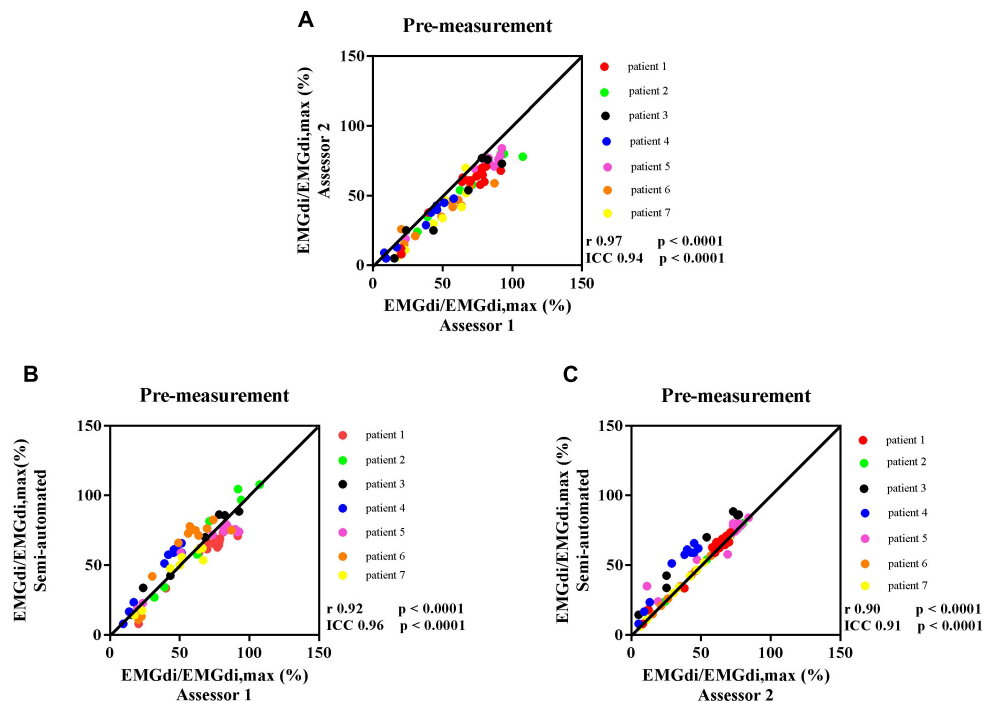 A
Pre-measurement
EMGdi/EMGdi,max (%)
Assessor 2
150
100
50
0
0 50 100 150
EMGdi/EMGdi,max (%)
Assessor 1
patient 1
patient 2
patient 3
patient 4
patient 5
patient 6
patient 7
r 0.97 p < 0.0001
ICC 0.94 p < 0.0001
B
Pre-measurement
EMGdi/EMGdi,max(%)
Semi-automated
150
100
50
0
0 50 100 150
EMGdi/EMGdi,max (%)
Assessor 1
patient 1
patient 2
patient 3
patient 4
patient 5
patient 6
patient 7
r 0.92 p < 0.0001
ICC 0.96 p < 0.0001
C
Pre-measurement
EMGdi/EMGdi,max (%)
Semi-automated
150
100
50
0
0 50 100 150
EMGdi/EMGdi,max (%)
Assessor 2
patient 1
patient 2
patient 3
patient 4
patient 5
patient 6
patient 7
r 0.90 p < 0.0001
ICC 0.91 p < 0.0001